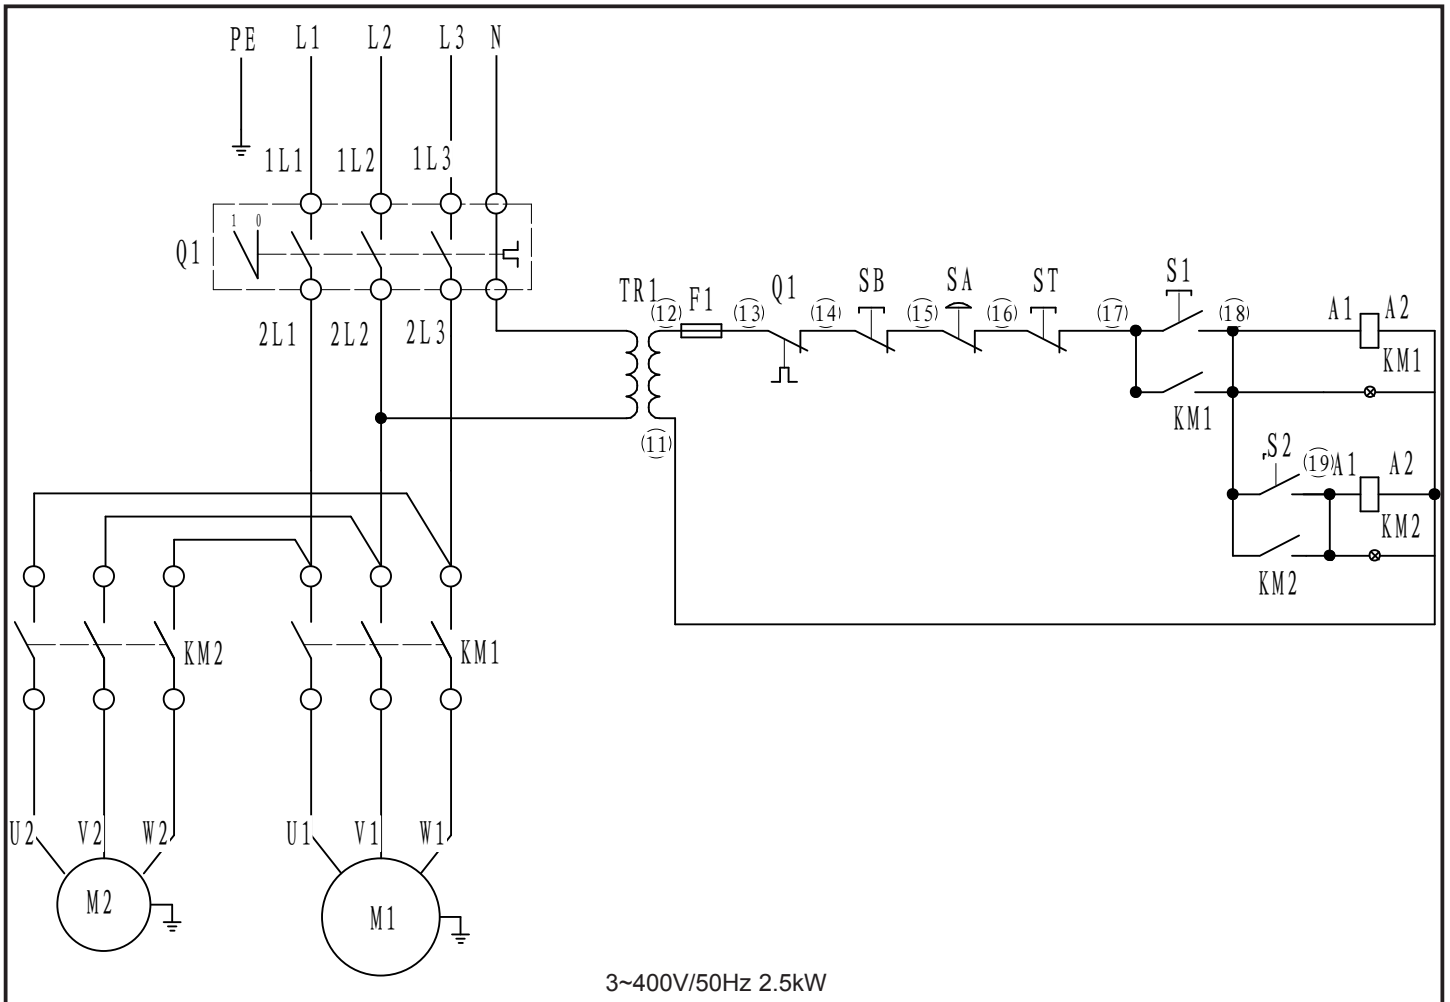 PE L1 L2 L3 N
1L1 1L2 1L3
1 0
Q1
2L1 2L2 2L3
TR1 (12) F1 (13) Q1 (14) SB (15) SA (16) ST (17) S1 (18) A1 A2
KM1
KM1
(11)
S2 (19) A1 A2
KM2
KM2
KM2 KM1
U2 V2 W2 U1 V1 W1
M2 M1
3~400V/50Hz 2.5kW